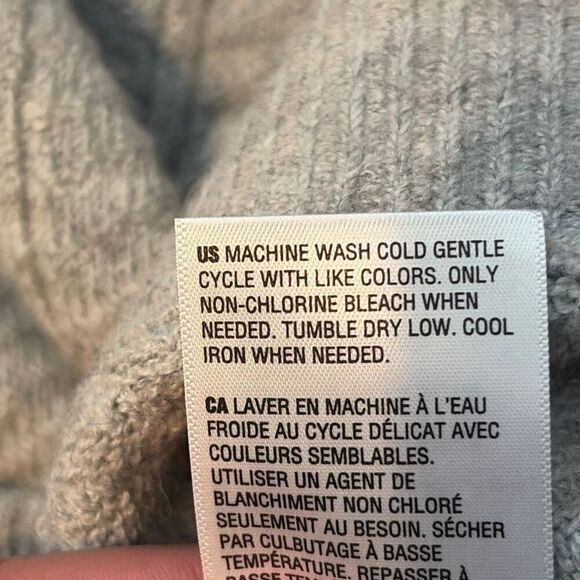 US MACHINE WASH COLD GENTLE
CYCLE WITH LIKE COLORS. ONLY
NON-CHLORINE BLEACH WHEN
NEEDED. TUMBLE DRY LOW. COOL
IRON WHEN NEEDED.
CA LAVER EN MACHINE À L'EAU
FROIDE AU CYCLE DÉLICAT AVEC
COULEURS SEMBLABLES.
UTILISER UN AGENT DE
BLANCHIMENT NON CHLORÉ
SEULEMENT AU BESOIN. SÉCHER
PAR CULBUTAGE À BASSE
TEMPÉRATURE. REPASSER À
BASSE